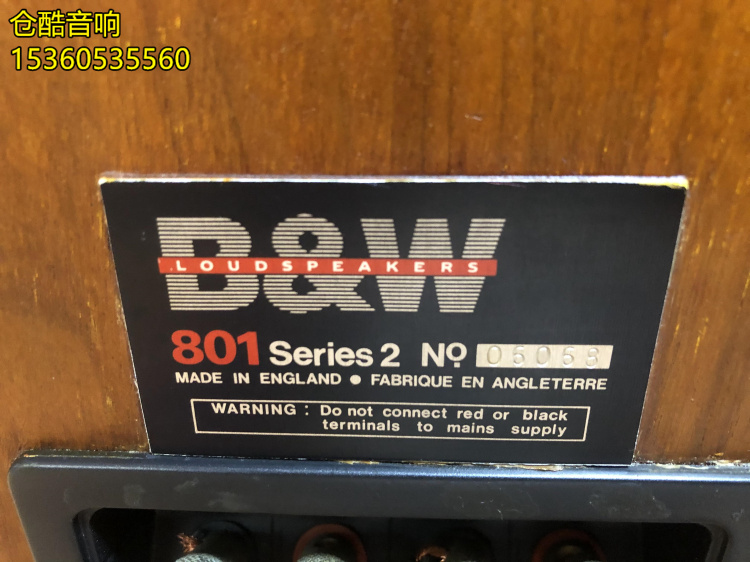 仓酷音响
15360535560
B&W
LOUDSPEAKERS
801 Series 2 Nº 05058
MADE IN ENGLAND ● FABRIQUE EN ANGLETERRE
WARNING : Do not connect red or black
terminals to mains supply